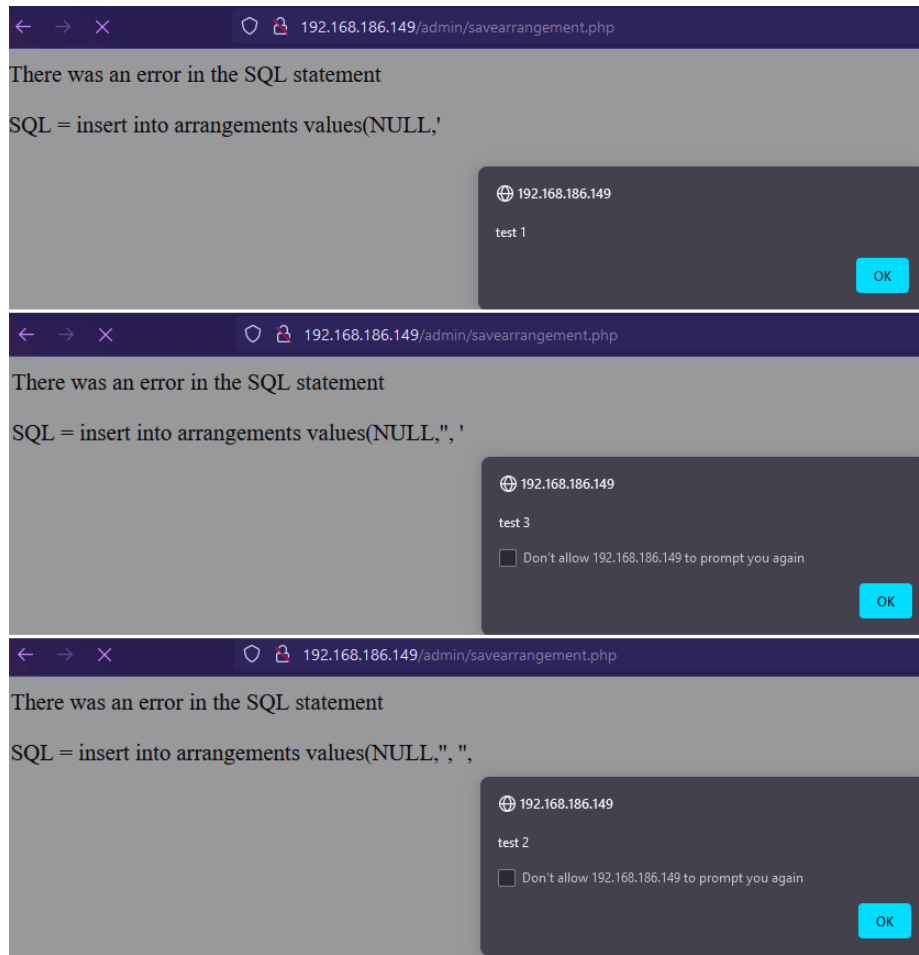 192.168.186.149/admin/savearrangement.php
There was an error in the SQL statement
SQL = insert into arrangements values(NULL,'
192.168.186.149
test 1
OK
192.168.186.149/admin/savearrangement.php
There was an error in the SQL statement
SQL = insert into arrangements values(NULL,'', '
192.168.186.149
test 3
Don't allow 192.168.186.149 to prompt you again
OK
192.168.186.149/admin/savearrangement.php
There was an error in the SQL statement
SQL = insert into arrangements values(NULL,'', '',
192.168.186.149
test 2
Don't allow 192.168.186.149 to prompt you again
OK